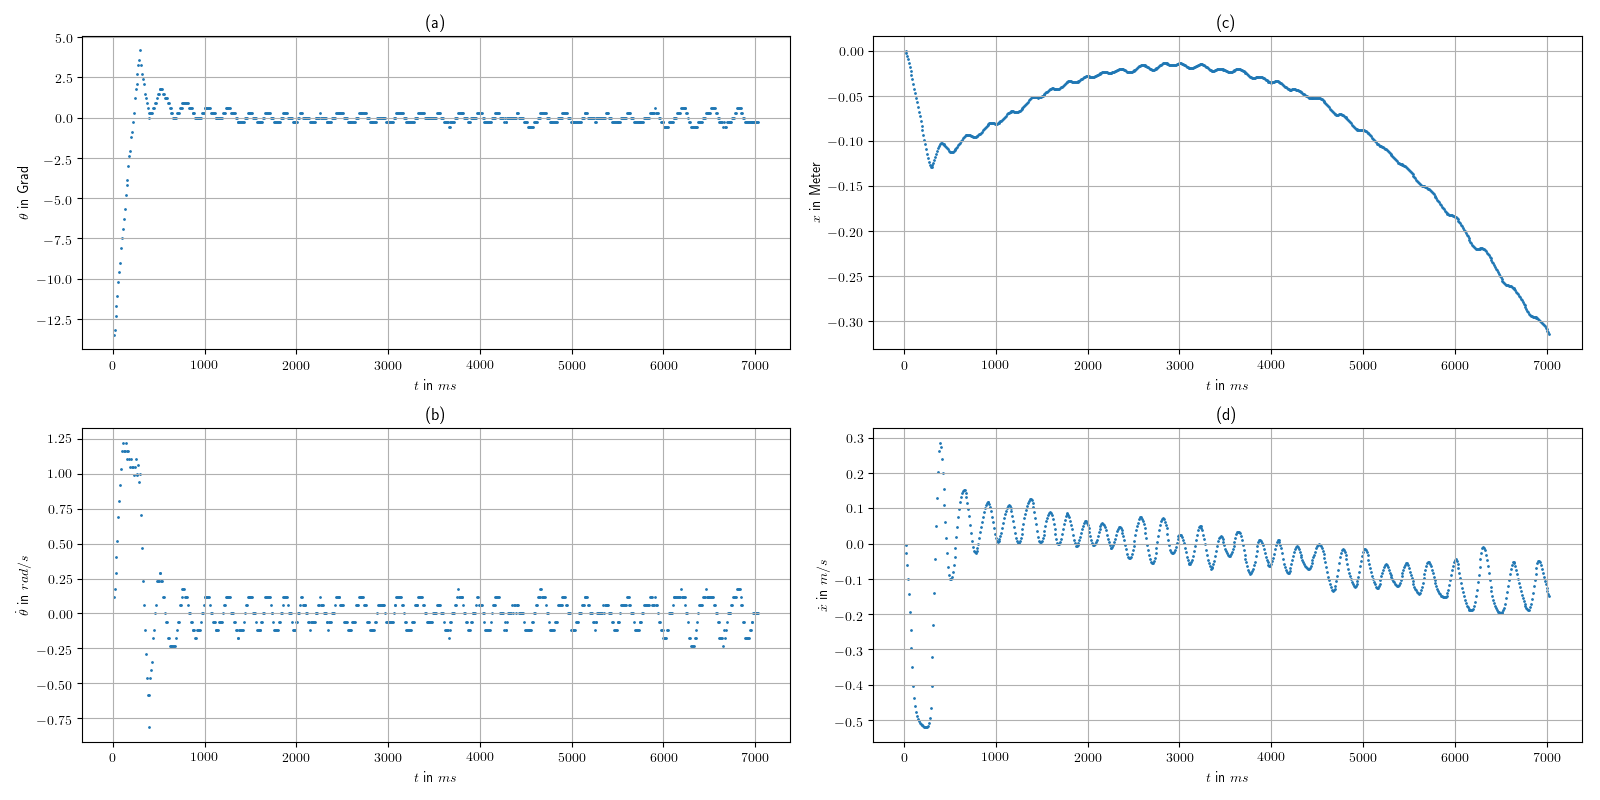 (a)
5.0
2.5
0.0
−2.5
−5.0
−7.5
−10.0
−12.5
θ in Grad
0 1000 2000 3000 4000 5000 6000 7000
t in ms
(c)
0.00
−0.05
−0.10
−0.15
−0.20
−0.25
−0.30
x in Meter
0 1000 2000 3000 4000 5000 6000 7000
t in ms
(b)
1.25
1.00
0.75
0.50
0.25
0.00
−0.25
−0.50
−0.75
θ̇ in rad/s
0 1000 2000 3000 4000 5000 6000 7000
t in ms
(d)
0.3
0.2
0.1
0.0
−0.1
−0.2
−0.3
−0.4
−0.5
ẋ in m/s
0 1000 2000 3000 4000 5000 6000 7000
t in ms